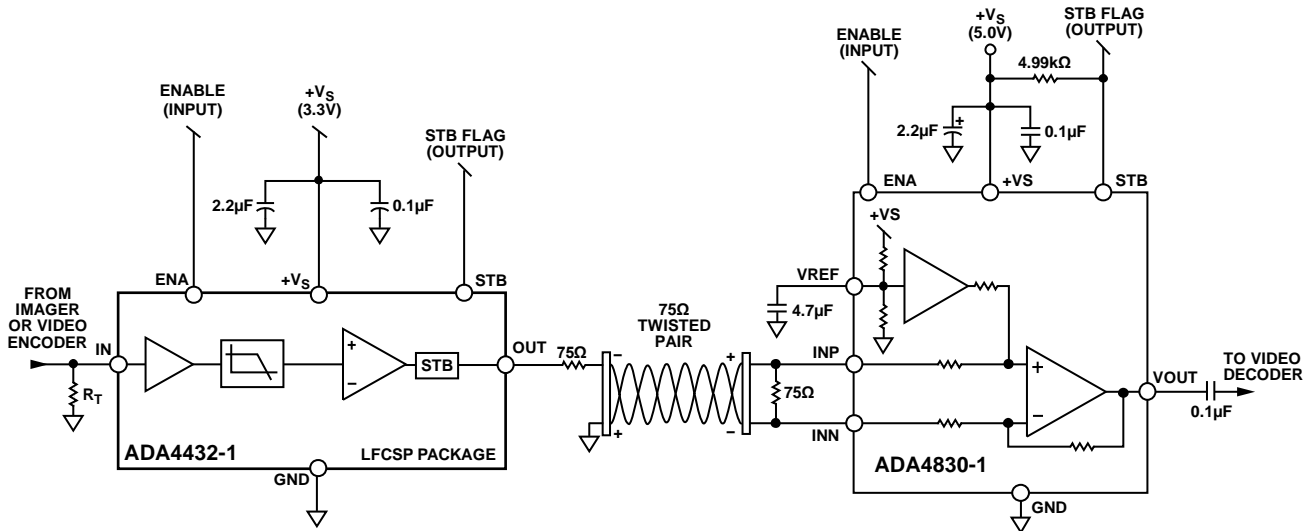 ENABLE
(INPUT)
+VS
(3.3V)
STB FLAG
(OUTPUT)
2.2µF
0.1µF
ENA
+VS
STB
FROM
IMAGER
OR VIDEO
ENCODER
IN
RT
+
–
STB
OUT
ADA4432-1
LFCSP PACKAGE
GND
75Ω
75Ω
TWISTED
PAIR
–
+
+
–
75Ω
ENABLE
(INPUT)
+VS
(5.0V)
STB FLAG
(OUTPUT)
4.99kΩ
2.2µF
+
0.1µF
ENA
+VS
STB
+VS
VREF
4.7µF
INP
INN
+
–
VOUT
0.1µF
TO VIDEO
DECODER
ADA4830-1
GND